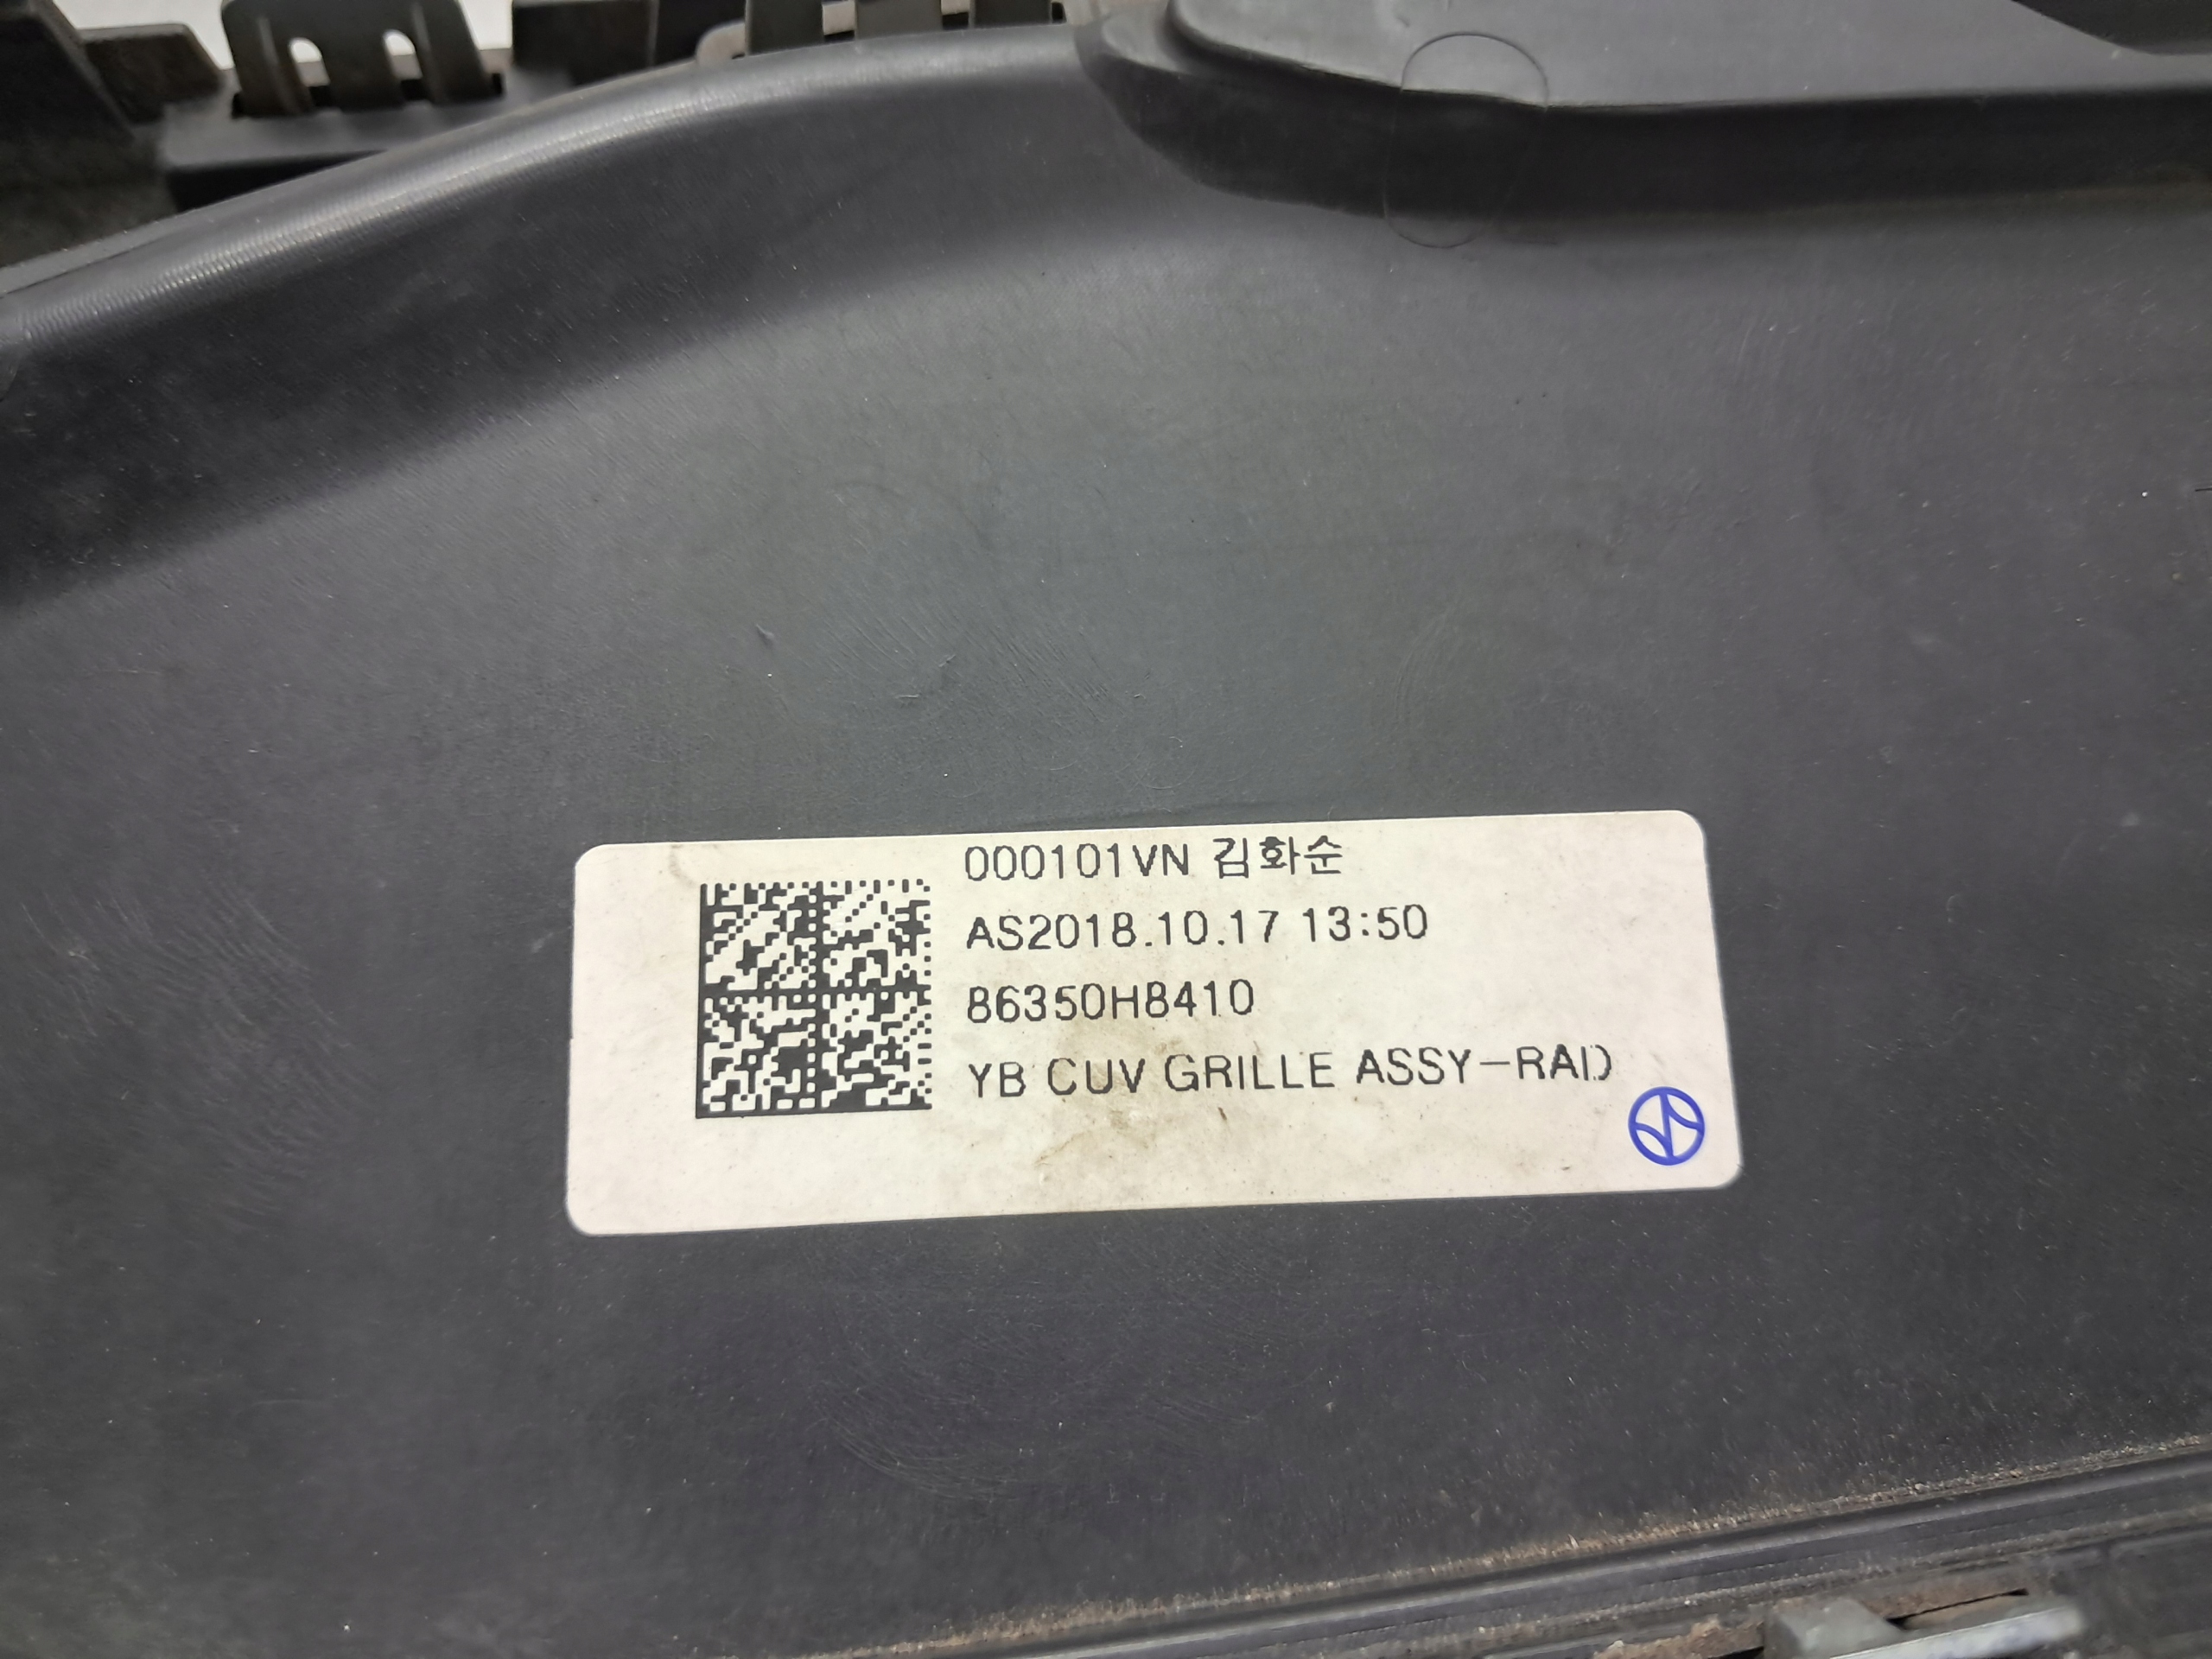 000101VN 김화순
AS2018.10.17 13:50
86350H8410
YB CUV GRILLE ASSY-RAD